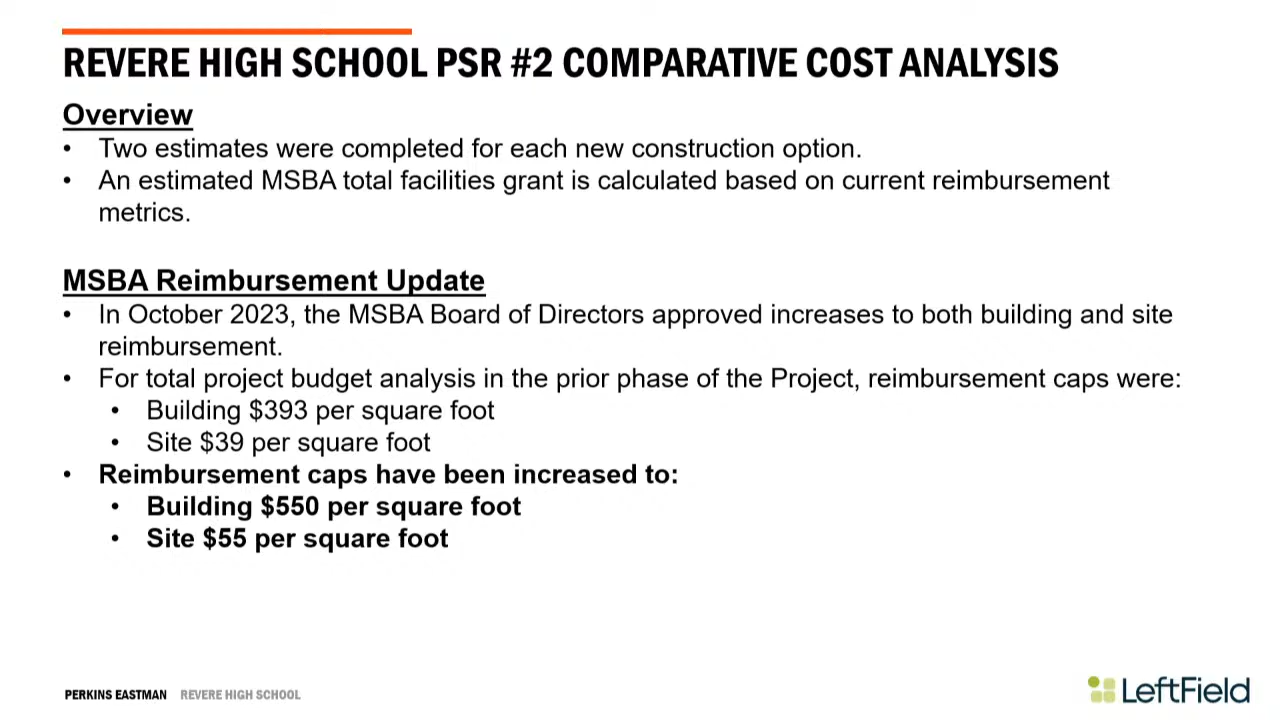 REVERE HIGH SCHOOL PSR #2 COMPARATIVE COST ANALYSIS
Overview
• Two estimates were completed for each new construction option.
• An estimated MSBA total facilities grant is calculated based on current reimbursement
metrics.
MSBA Reimbursement Update
• In October 2023, the MSBA Board of Directors approved increases to both building and site
reimbursement.
• For total project budget analysis in the prior phase of the Project, reimbursement caps were:
• Building $393 per square foot
• Site $39 per square foot
• Reimbursement caps have been increased to:
• Building $550 per square foot
• Site $55 per square foot
PERKINS EASTMAN REVERE HIGH SCHOOL
LeftField